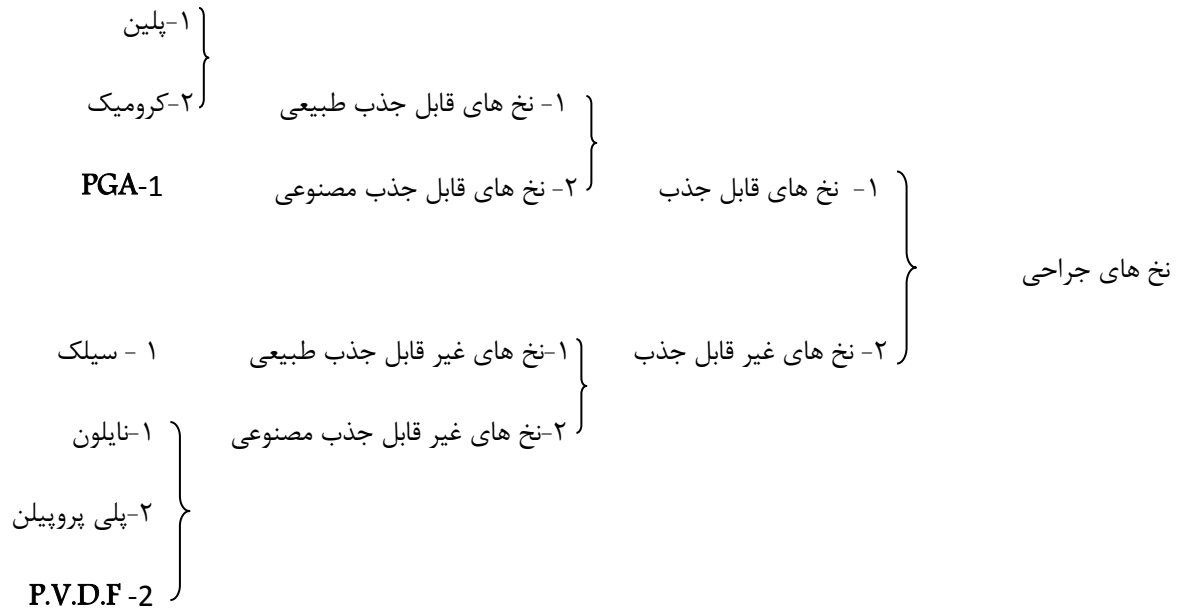 ۱-پلین
۲-کرومیک
۱- نخ های قابل جذب طبیعی
PGA-1
۲- نخ های قابل جذب مصنوعی
۱- نخ های قابل جذب
نخ های جراحی
۱ - سیلک
۱-نخ های غیر قابل جذب طبیعی
۲- نخ های غیر قابل جذب
۱-نایلون
۲-نخ های غیر قابل جذب مصنوعی
۲-پلی پروپیلن
P.V.D.F -2